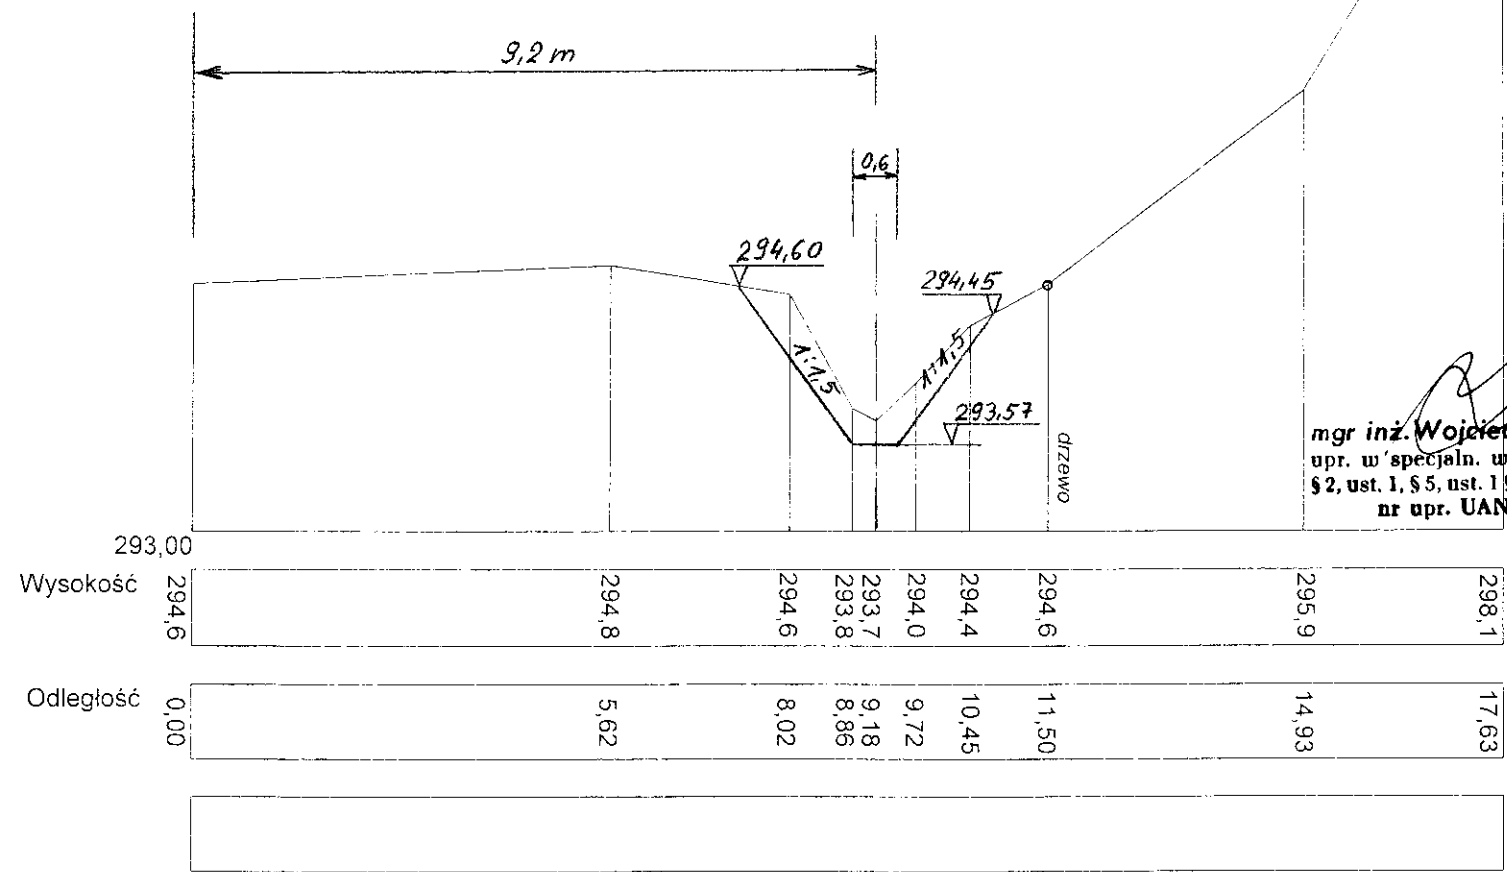 9,2 m
0,6
294,60
294,45
1:1,5
1:1,5
293,57
drzewo
mgr inż.
upr. w specjaln.
§ 2, ust. 1, § 5, ust. 1
nr upr. UAN
293,00
Wysokość 294,6 294,8 294,6 293,8 293,7 294,0 294,4 294,6 295,9 298,1
Odległość 0,00 5,62 8,02 8,86 9,18 9,72 10,45 11,50 14,93 17,63